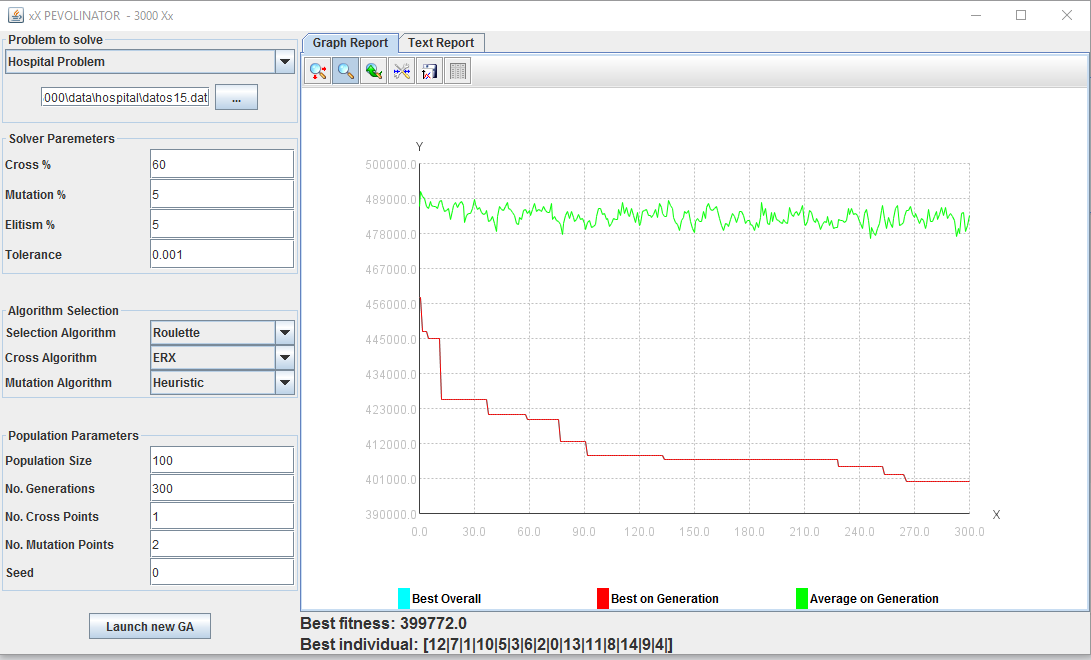 xX PEVOLINATOR - 3000 Xx
Problem to solve
Hospital Problem
000\data\hospital\datos15.dat ...
Solver Paremeters
Cross % 60
Mutation % 5
Elitism % 5
Tolerance 0.001
Algorithm Selection
Selection Algorithm Roulette
Cross Algorithm ERX
Mutation Algorithm Heuristic
Population Parameters
Population Size 100
No. Generations 300
No. Cross Points 1
No. Mutation Points 2
Seed 0
Launch new GA
Graph Report Text Report
Y
500000.0
489000.0
478000.0
467000.0
456000.0
445000.0
434000.0
423000.0
412000.0
401000.0
390000.0
X
0.0 30.0 60.0 90.0 120.0 150.0 180.0 210.0 240.0 270.0 300.0
Best Overall Best on Generation Average on Generation
Best fitness: 399772.0
Best individual: [12|7|1|10|5|3|6|2|0|13|11|8|14|9|4|]